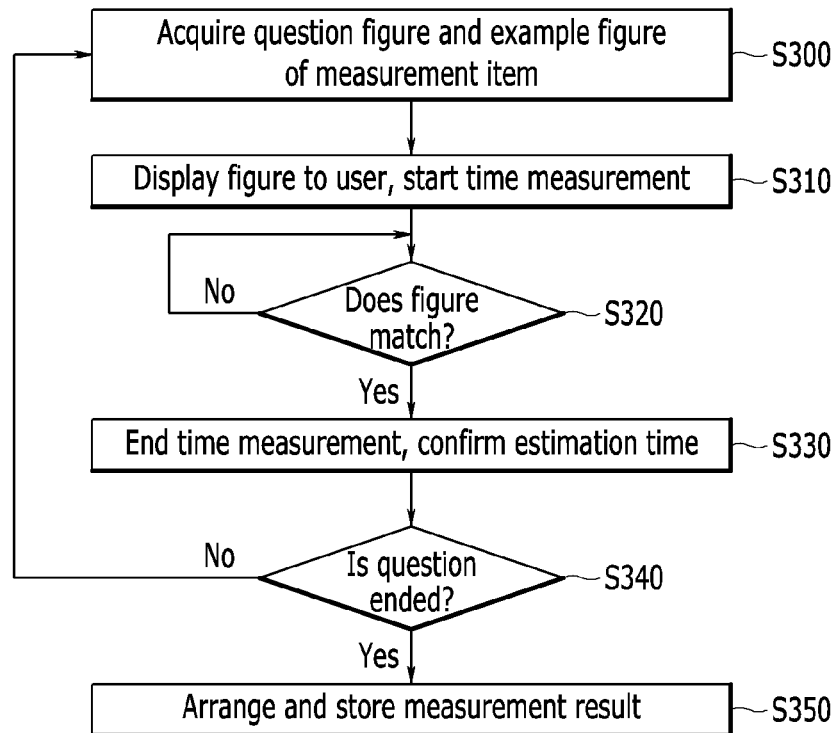 Acquire question figure and example figure
of measurement item
S300
Display figure to user, start time measurement
S310
No
Does figure
match?
S320
Yes
End time measurement, confirm estimation time
S330
No
Is question
ended?
S340
Yes
Arrange and store measurement result
S350